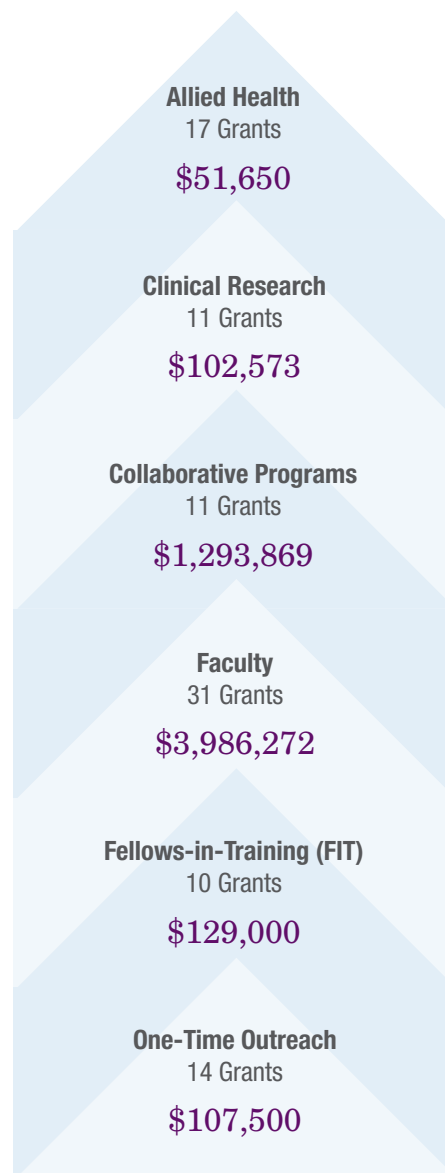 Allied Health
17 Grants
$51,650
Clinical Research
11 Grants
$102,573
Collaborative Programs
11 Grants
$1,293,869
Faculty
31 Grants
$3,986,272
Fellows-in-Training (FIT)
10 Grants
$129,000
One-Time Outreach
14 Grants
$107,500